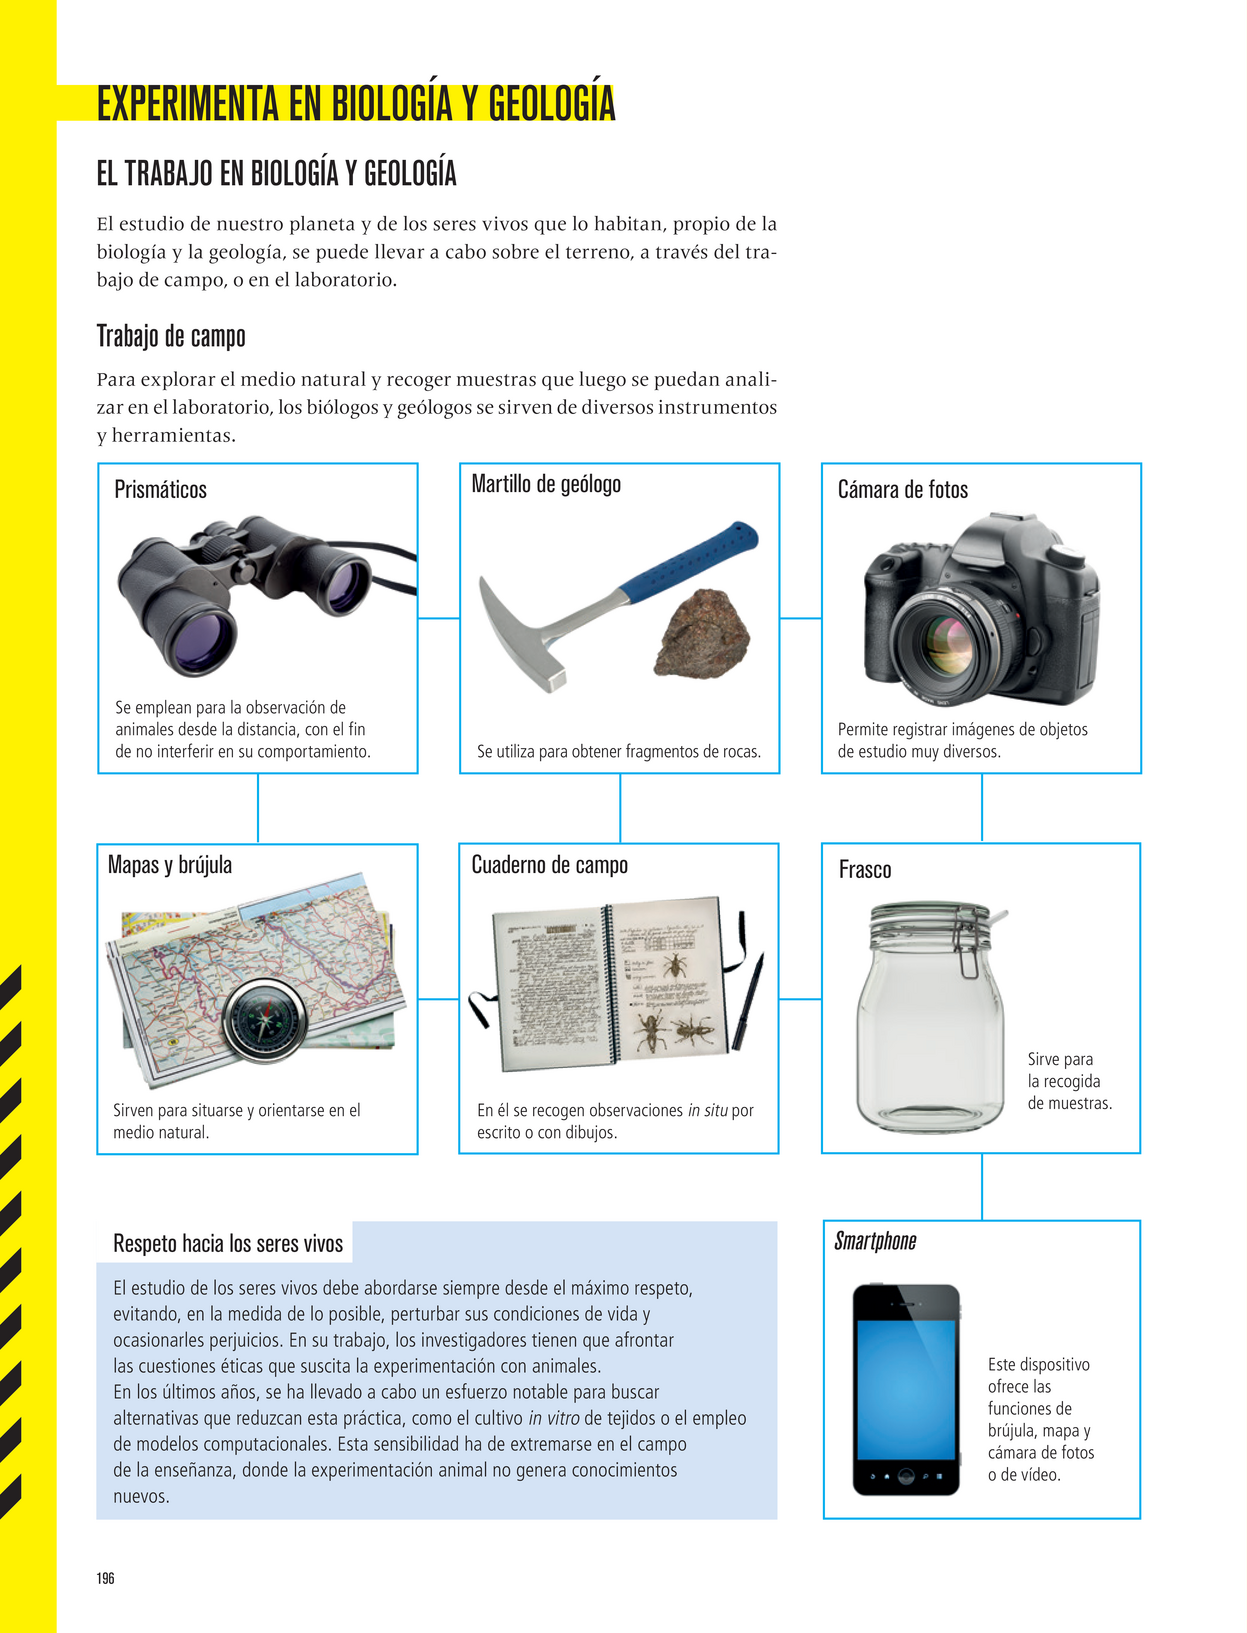 EXPERIMENTA EN BIOLOGÍA Y GEOLOGÍA
EL TRABAJO EN BIOLOGÍA Y GEOLOGÍA
El estudio de nuestro planeta y de los seres vivos que lo habitan, propio de la
biología y la geología, se puede llevar a cabo sobre el terreno, a través del tra-
bajo de campo, o en el laboratorio.
Trabajo de campo
Para explorar el medio natural y recoger muestras que luego se puedan anali-
zar en el laboratorio, los biólogos y geólogos se sirven de diversos instrumentos
y herramientas.
Prismáticos
Se emplean para la observación de
animales desde la distancia, con el fin
de no interferir en su comportamiento.
Martillo de geólogo
Se utiliza para obtener fragmentos de rocas.
Cámara de fotos
Permite registrar imágenes de objetos
de estudio muy diversos.
Mapas y brújula
Sirven para situarse y orientarse en el
medio natural.
Cuaderno de campo
En él se recogen observaciones in situ por
escrito o con dibujos.
Frasco
Sirve para
la recogida
de muestras.
Respeto hacia los seres vivos
El estudio de los seres vivos debe abordarse siempre desde el máximo respeto,
evitando, en la medida de lo posible, perturbar sus condiciones de vida y
ocasionarles perjuicios. En su trabajo, los investigadores tienen que afrontar
las cuestiones éticas que suscita la experimentación con animales.
En los últimos años, se ha llevado a cabo un esfuerzo notable para buscar
alternativas que reduzcan esta práctica, como el cultivo in vitro de tejidos o el empleo
de modelos computacionales. Esta sensibilidad ha de extremarse en el campo
de la enseñanza, donde la experimentación animal no genera conocimientos
nuevos.
Smartphone
Este dispositivo
ofrece las
funciones de
brújula, mapa y
cámara de fotos
o de vídeo.
196